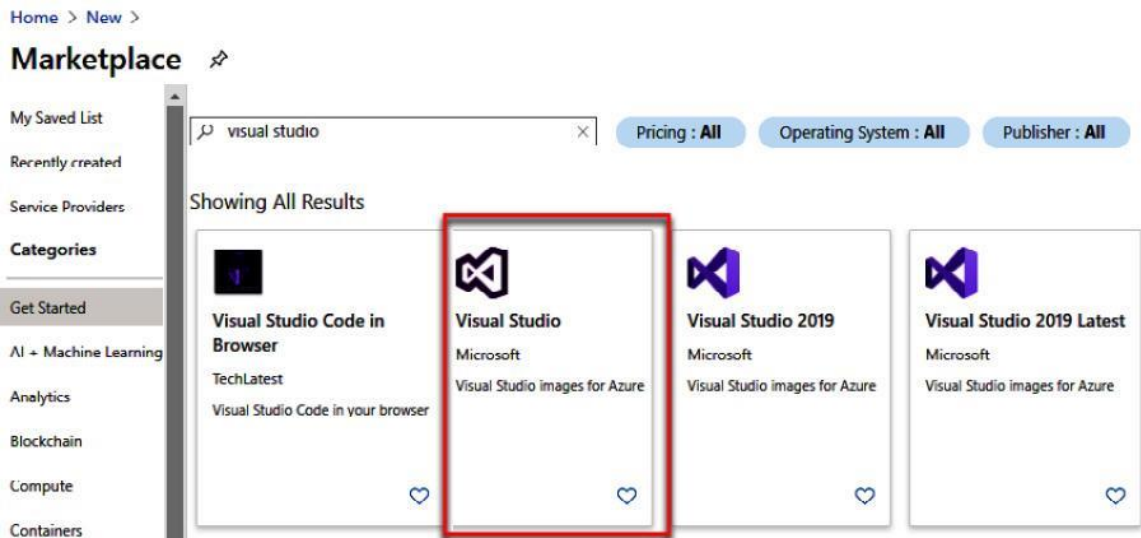 Home > New >
Marketplace
My Saved List
Recently created
Service Providers
Categories
Get Started
AI + Machine Learning
Analytics
Blockchain
Compute
Containers
visual studio
Pricing : All
Operating System : All
Publisher : All
Showing All Results
Visual Studio Code in
Browser
TechLatest
Visual Studio Code in your browser
Visual Studio
Microsoft
Visual Studio images for Azure
Visual Studio 2019
Microsoft
Visual Studio images for Azure
Visual Studio 2019 Latest
Microsoft
Visual Studio images for Azure